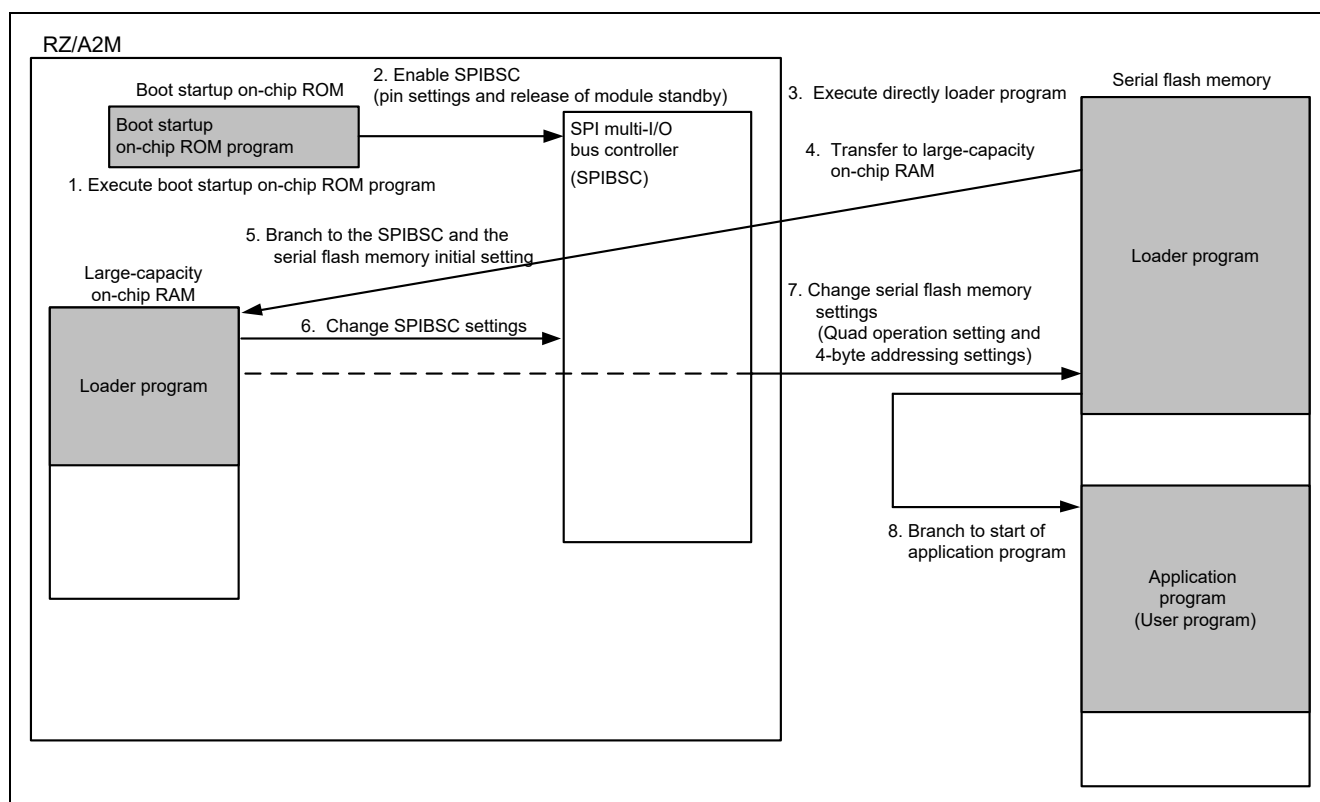 RZ/A2M
Boot startup on-chip ROM
Boot startup
on-chip ROM program
1. Execute boot startup on-chip ROM program
2. Enable SPIBSC
(pin settings and release of module standby)
SPI multi-I/O
bus controller
(SPIBSC)
3. Execute directly loader program
Serial flash memory
4. Transfer to large-capacity
on-chip RAM
Loader program
5. Branch to the SPIBSC and the
serial flash memory initial setting
Large-capacity
on-chip RAM
6. Change SPIBSC settings
Loader program
7. Change serial flash memory
settings
(Quad operation setting and
4-byte addressing settings)
8. Branch to start of
application program
Application
program
(User program)